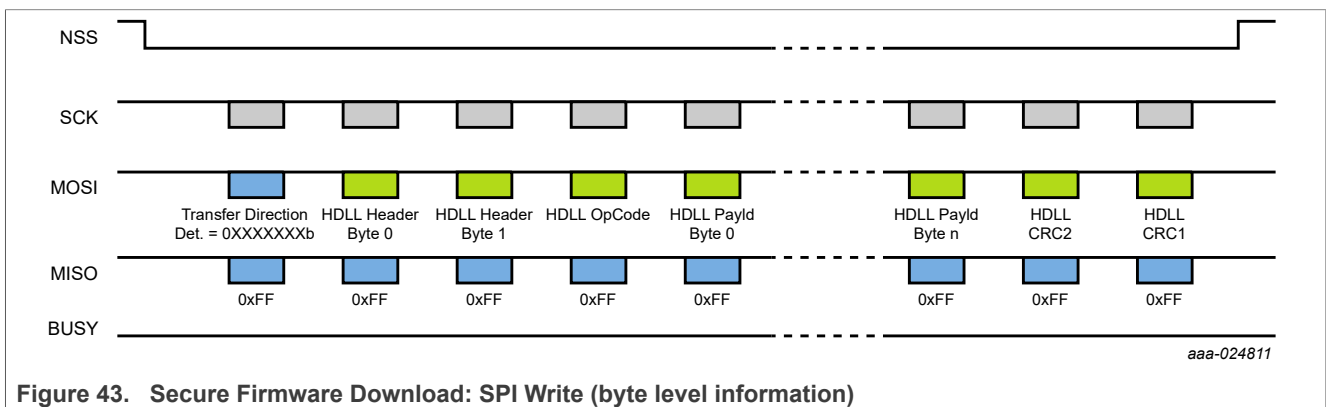 NSS
SCK
MOSI
Transfer Direction HDLL Header HDLL Header HDLL OpCode HDLL Payld HDLL Payld HDLL HDLL
Det. = 0XXXXXXXb Byte 0 Byte 1 Byte 0 Byte n CRC2 CRC1
MISO
0xFF 0xFF 0xFF 0xFF 0xFF 0xFF 0xFF 0xFF
BUSY
aaa-024811
Figure 43. Secure Firmware Download: SPI Write (byte level information)